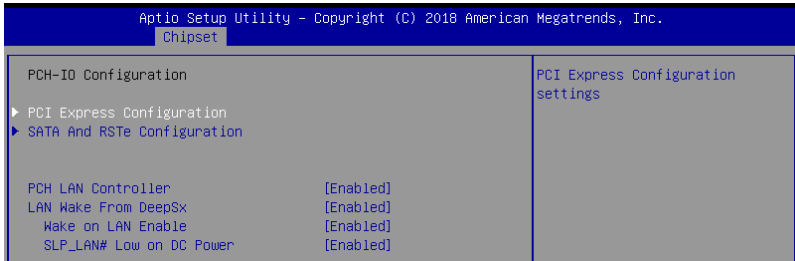 Aptio Setup Utility – Copyright (C) 2018 American Megatrends, Inc.
Chipset
PCH-IO Configuration
PCI Express Configuration
settings
PCI Express Configuration
SATA And RSTe Configuration
PCH LAN Controller [Enabled]
LAN Wake From DeepSx [Enabled]
Wake on LAN Enable [Enabled]
SLP_LAN# Low on DC Power [Enabled]